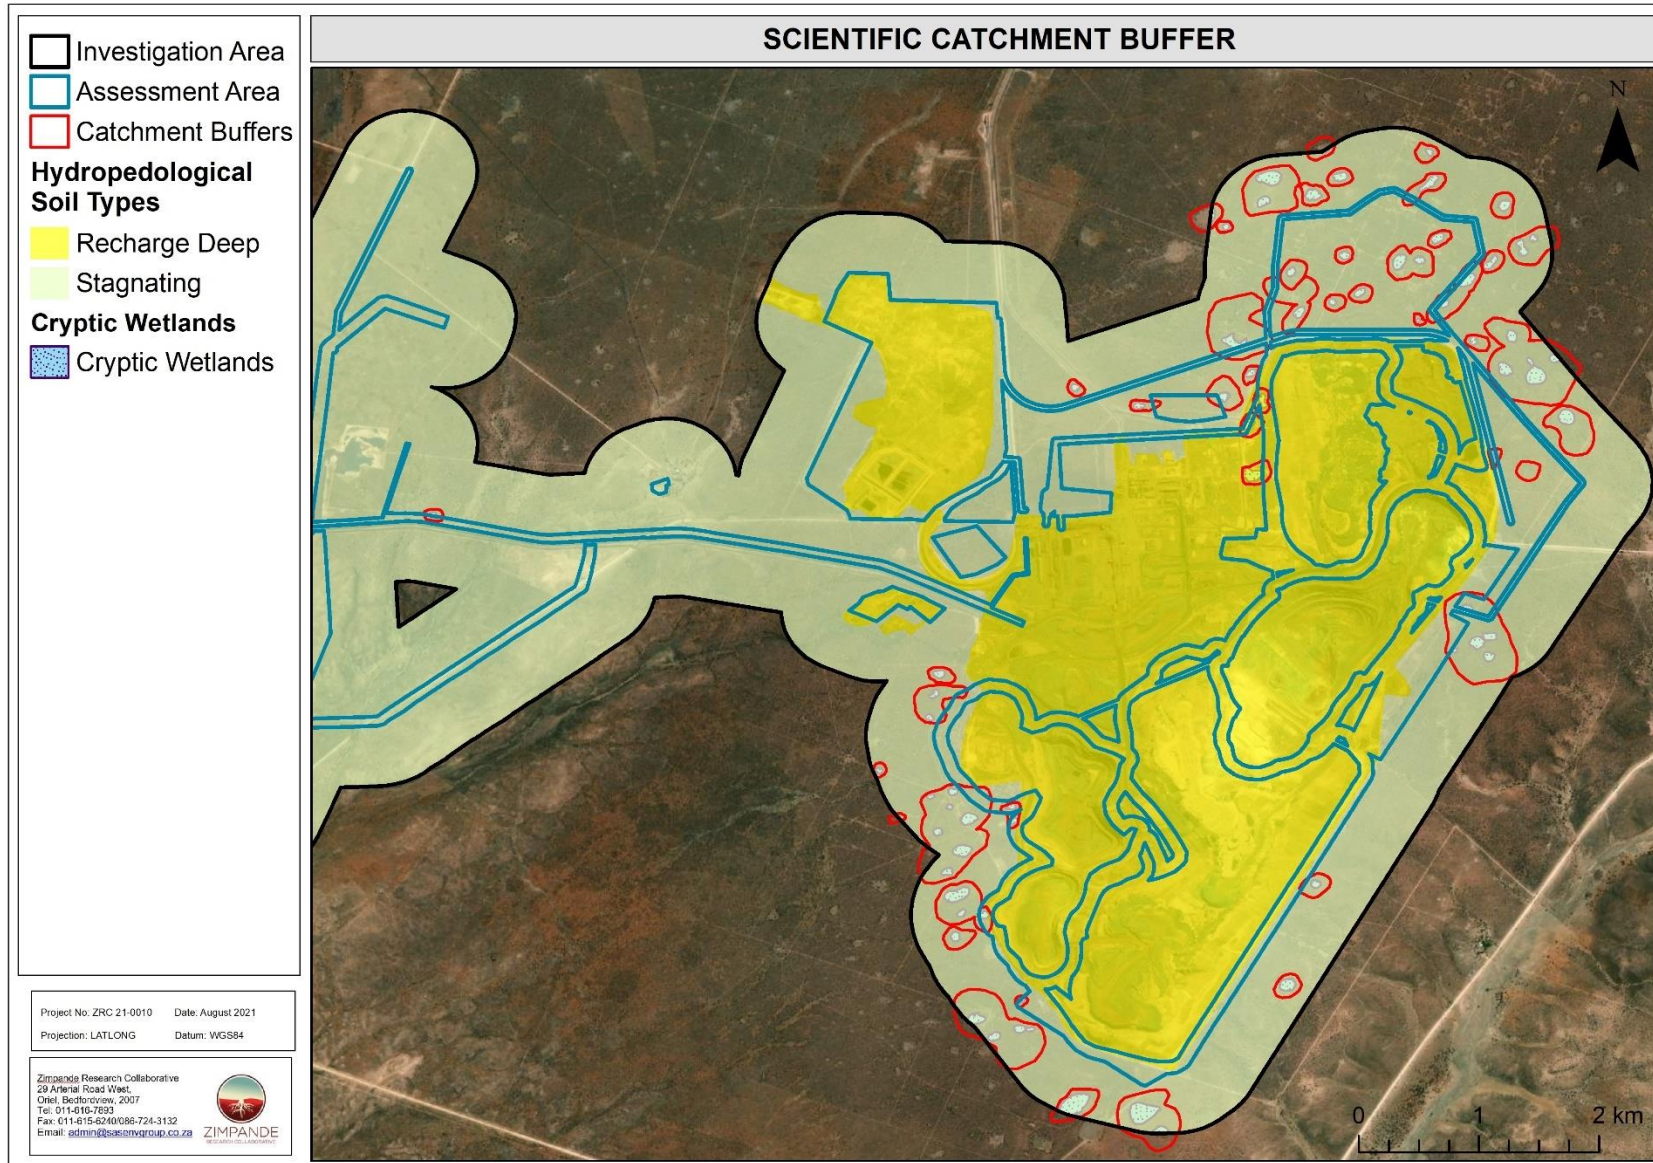 SCIENTIFIC CATCHMENT BUFFER
Investigation Area
Assessment Area
Catchment Buffers
Hydropedological
Soil Types
Recharge Deep
Stagnating
Cryptic Wetlands
Cryptic Wetlands
N
0 1 2 km
Project No: ZRC 21-0010 Date: August 2021
Projection: LATLONG Datum: WGS84
Zimpande Research Collaborative
29 Arterial Road West,
Oriel, Bedfordview, 2007
Tel: 011-616-7893
Fax: 011-615-6240/086-724-3132
Email: admin@sasenvgroup.co.za
ZIMPANDE
RESEARCH COLLABORATIVE